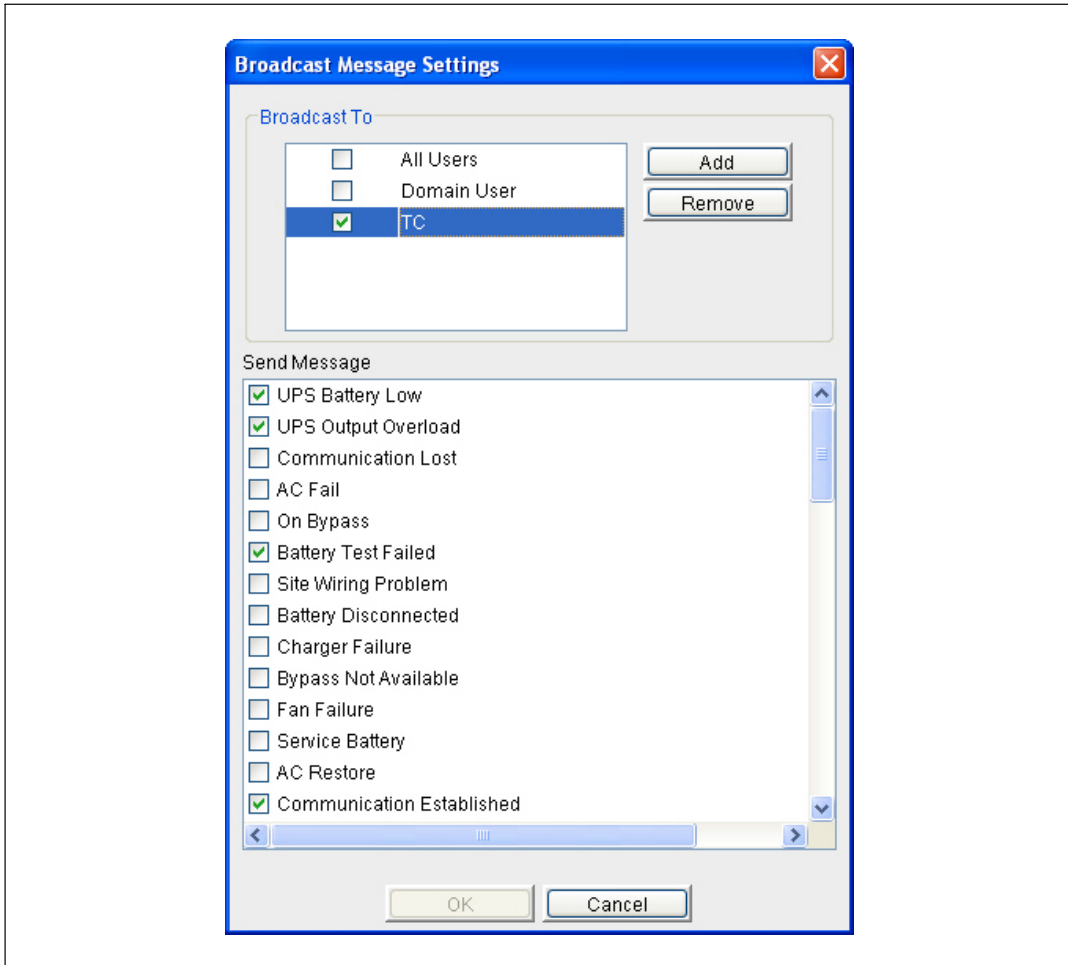 Broadcast Message Settings
Broadcast To
All Users
Add
Domain User
Remove
TC
Send Message
UPS Battery Low
UPS Output Overload
Communication Lost
AC Fail
On Bypass
Battery Test Failed
Site Wiring Problem
Battery Disconnected
Charger Failure
Bypass Not Available
Fan Failure
Service Battery
AC Restore
Communication Established
OK
Cancel